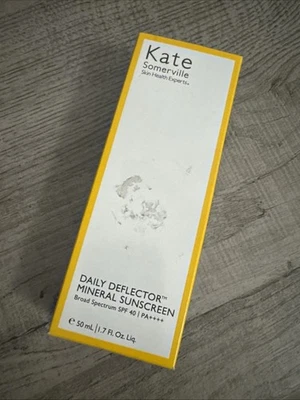 Kate
Somerville
Skin Health Experts™
DAILY DEFLECTOR™
MINERAL SUNSCREEN
Broad Spectrum SPF 40 | PA++++
℮ 50 mL | 1.7 Fl. Oz. Liq.